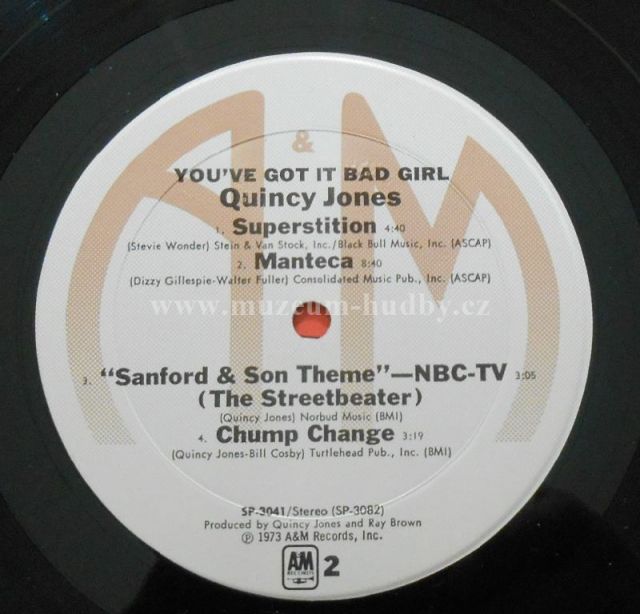 A & M
YOU'VE GOT IT BAD GIRL
Quincy Jones
1. Superstition 4:40
(Stevie Wonder) Stein & Van Stock, Inc./Black Bull Music, Inc. (ASCAP)
2. Manteca 8:40
(Dizzy Gillespie-Walter Fuller) Consolidated Music Pub., Inc. (ASCAP)
www.muzeum-hudby.cz
3. "Sanford & Son Theme"—NBC-TV 3:05
(The Streetbeater)
(Quincy Jones) Norbud Music (BMI)
4. Chump Change 3:19
(Quincy Jones-Bill Cosby) Turtlehead Pub., Inc. (BMI)
SP-3041/Stereo (SP-3082)
Produced by Quincy Jones and Ray Brown
℗ 1973 A&M Records, Inc.
A&M RECORDS 2